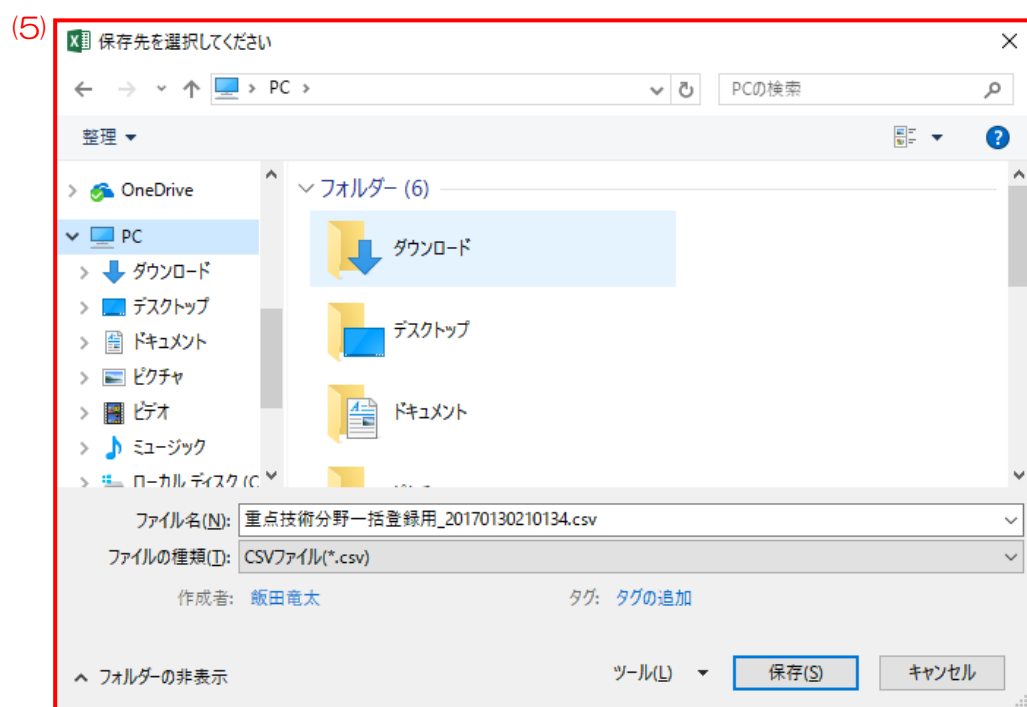 (5)
保存先を選択してください
PC
PCの検索
整理
OneDrive
PC
ダウンロード
デスクトップ
ドキュメント
ピクチャ
ビデオ
ミュージック
ローカル ディスク (C
フォルダー (6)
ダウンロード
デスクトップ
ドキュメント
ファイル名(N): 重点技術分野一括登録用_20170130210134.csv
ファイルの種類(T): CSVファイル(*.csv)
作成者: 飯田竜太 タグ: タグの追加
フォルダーの非表示 ツール(L) 保存(S) キャンセル